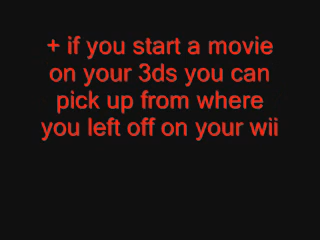 + if you start a movie
on your 3ds you can
pick up from where
you left off on your wii